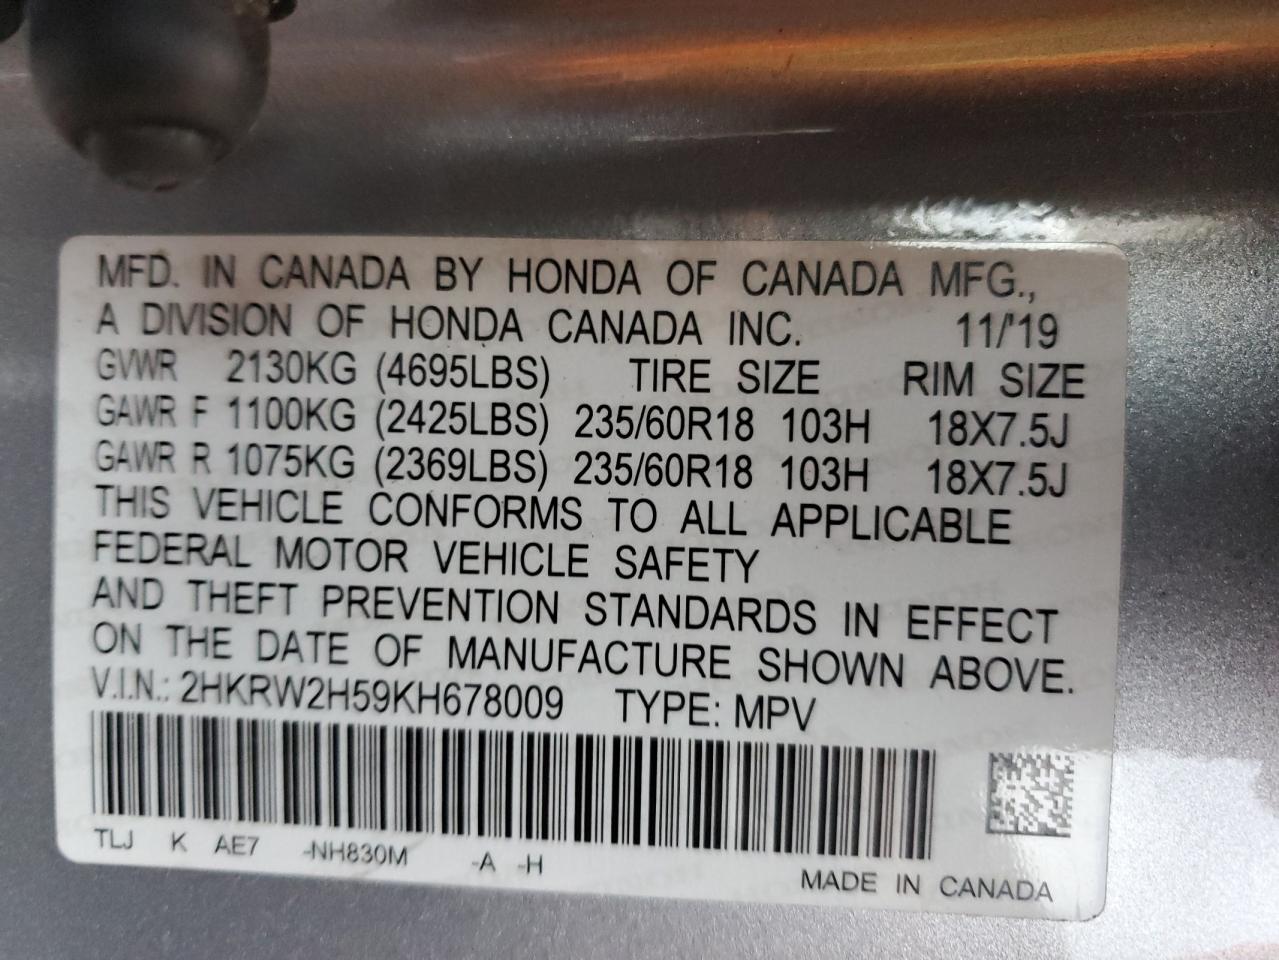 MFD. IN CANADA BY HONDA OF CANADA MFG.,
A DIVISION OF HONDA CANADA INC. 11/'19
GVWR 2130KG (4695LBS) TIRE SIZE RIM SIZE
GAWR F 1100KG (2425LBS) 235/60R18 103H 18X7.5J
GAWR R 1075KG (2369LBS) 235/60R18 103H 18X7.5J
THIS VEHICLE CONFORMS TO ALL APPLICABLE
FEDERAL MOTOR VEHICLE SAFETY
AND THEFT PREVENTION STANDARDS IN EFFECT
ON THE DATE OF MANUFACTURE SHOWN ABOVE.
V.I.N.: 2HKRW2H59KH678009 TYPE: MPV
TLJ K AE7 -NH830M -A -H
MADE IN CANADA